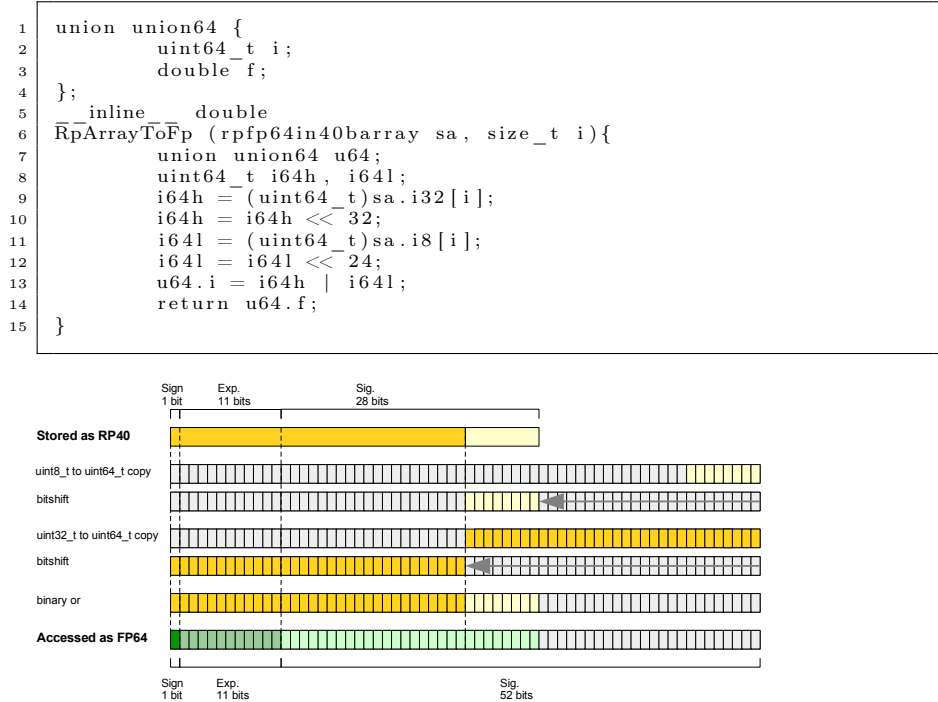 1 union union64 {
2 uint64_t i;
3 double f;
4 };
5 __inline__ double
6 RpArrayToFp (rpfp64in40barray sa, size_t i){
7 union union64 u64;
8 uint64_t i64h, i64l;
9 i64h = (uint64_t)sa.i32[i];
10 i64h = i64h << 32;
11 i64l = (uint64_t)sa.i8[i];
12 i64l = i64l << 24;
13 u64.i = i64h | i64l;
14 return u64.f;
15 }
Sign Exp. Sig.
1 bit 11 bits 28 bits
Stored as RP40
uint8_t to uint64_t copy
bitshift
uint32_t to uint64_t copy
bitshift
binary or
Accessed as FP64
Sign Exp. Sig.
1 bit 11 bits 52 bits